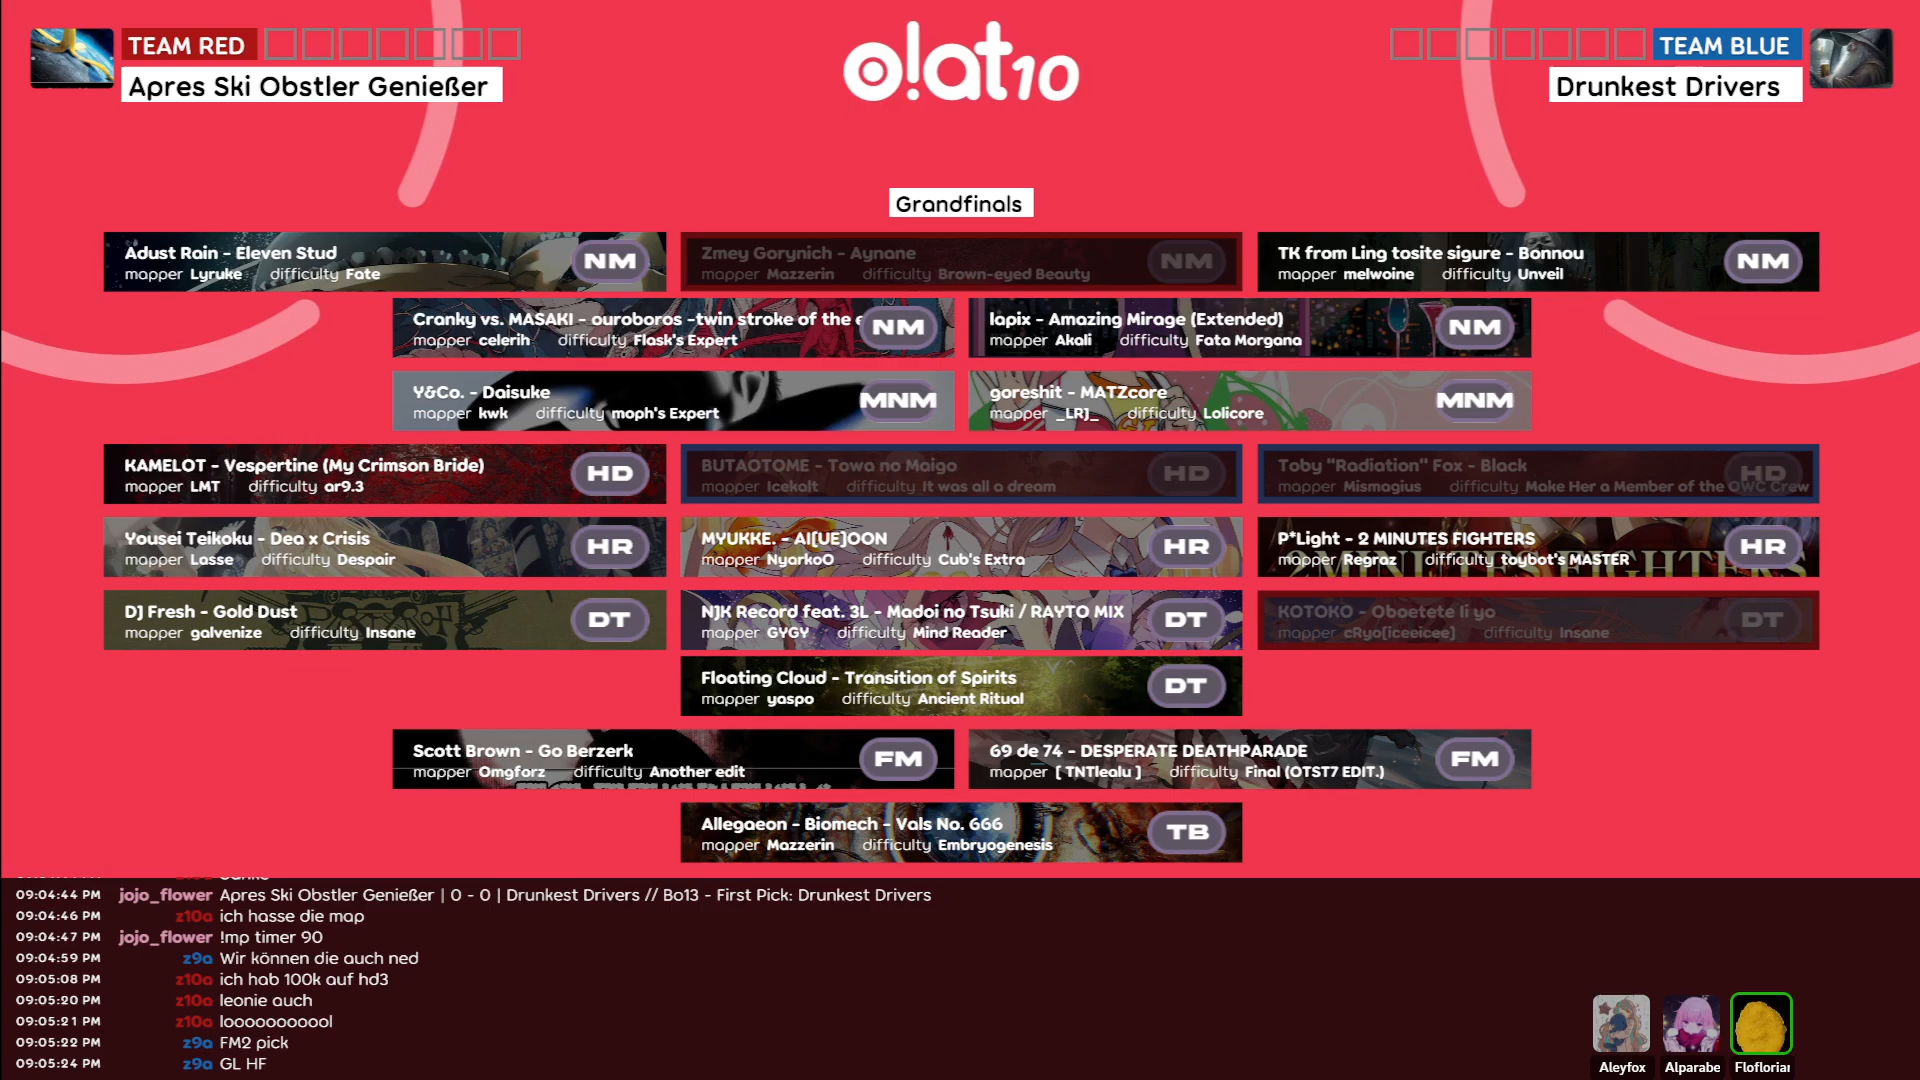 TEAM RED
Apres Ski Obstler Genießer
o!at10
TEAM BLUE
Drunkest Drivers
Grandfinals
Adust Rain - Eleven Stud
mapper Lyruke difficulty Fate
NM
Zmey Gorynich - Aynane
mapper Mazzerin difficulty Brown-eyed Beauty
NM
TK from Ling tosite sigure - Bonnou
mapper melwoine difficulty Unveil
NM
Cranky vs. MASAKI - ouroboros -twin stroke of the e
mapper celerih difficulty Flask's Expert
NM
lapix - Amazing Mirage (Extended)
mapper Akali difficulty Fata Morgana
NM
Y&Co. - Daisuke
mapper kwk difficulty moph's Expert
MNM
goreshit - MATZcore
mapper _LRJ_ difficulty Lolicore
MNM
KAMELOT - Vespertine (My Crimson Bride)
mapper LMT difficulty ar9.3
HD
BUTAOTOME - Towa no Maigo
mapper Icekalt difficulty It was all a dream
HD
Toby "Radiation" Fox - Black
mapper Mismagius difficulty Make Her a Member of the OWC Crew
HD
Yousei Teikoku - Dea x Crisis
mapper Lasse difficulty Despair
HR
MYUKKE. - AI[UE]OON
mapper NyarkoO difficulty Cub's Extra
HR
P*Light - 2 MINUTES FIGHTERS
mapper Regraz difficulty toybot's MASTER
HR
DJ Fresh - Gold Dust
mapper galvenize difficulty Insane
DT
NJK Record feat. 3L - Madoi no Tsuki / RAYTO MIX
mapper GYGY difficulty Mind Reader
DT
KOTOKO - Oboetete Ii yo
mapper cRyo[iceeicee] difficulty Insane
DT
Floating Cloud - Transition of Spirits
mapper yaspo difficulty Ancient Ritual
DT
Scott Brown - Go Berzerk
mapper Omgforz difficulty Another edit
FM
69 de 74 - DESPERATE DEATHPARADE
mapper [ TNTlealu ] difficulty Final (OTST7 EDIT.)
FM
Allegaeon - Biomech - Vals No. 666
mapper Mazzerin difficulty Embryogenesis
TB
09:04:44 PM jojo_flower Apres Ski Obstler Genießer | 0 - 0 | Drunkest Drivers // Bo13 - First Pick: Drunkest Drivers
09:04:46 PM z10a ich hasse die map
09:04:47 PM jojo_flower !mp timer 90
09:04:59 PM z9a Wir können die auch ned
09:05:08 PM z10a ich hab 100k auf hd3
09:05:20 PM z10a leonie auch
09:05:21 PM z10a looooooooool
09:05:22 PM z9a FM2 pick
09:05:24 PM z9a GL HF
Aleyfox
Alparabe
Flofloria